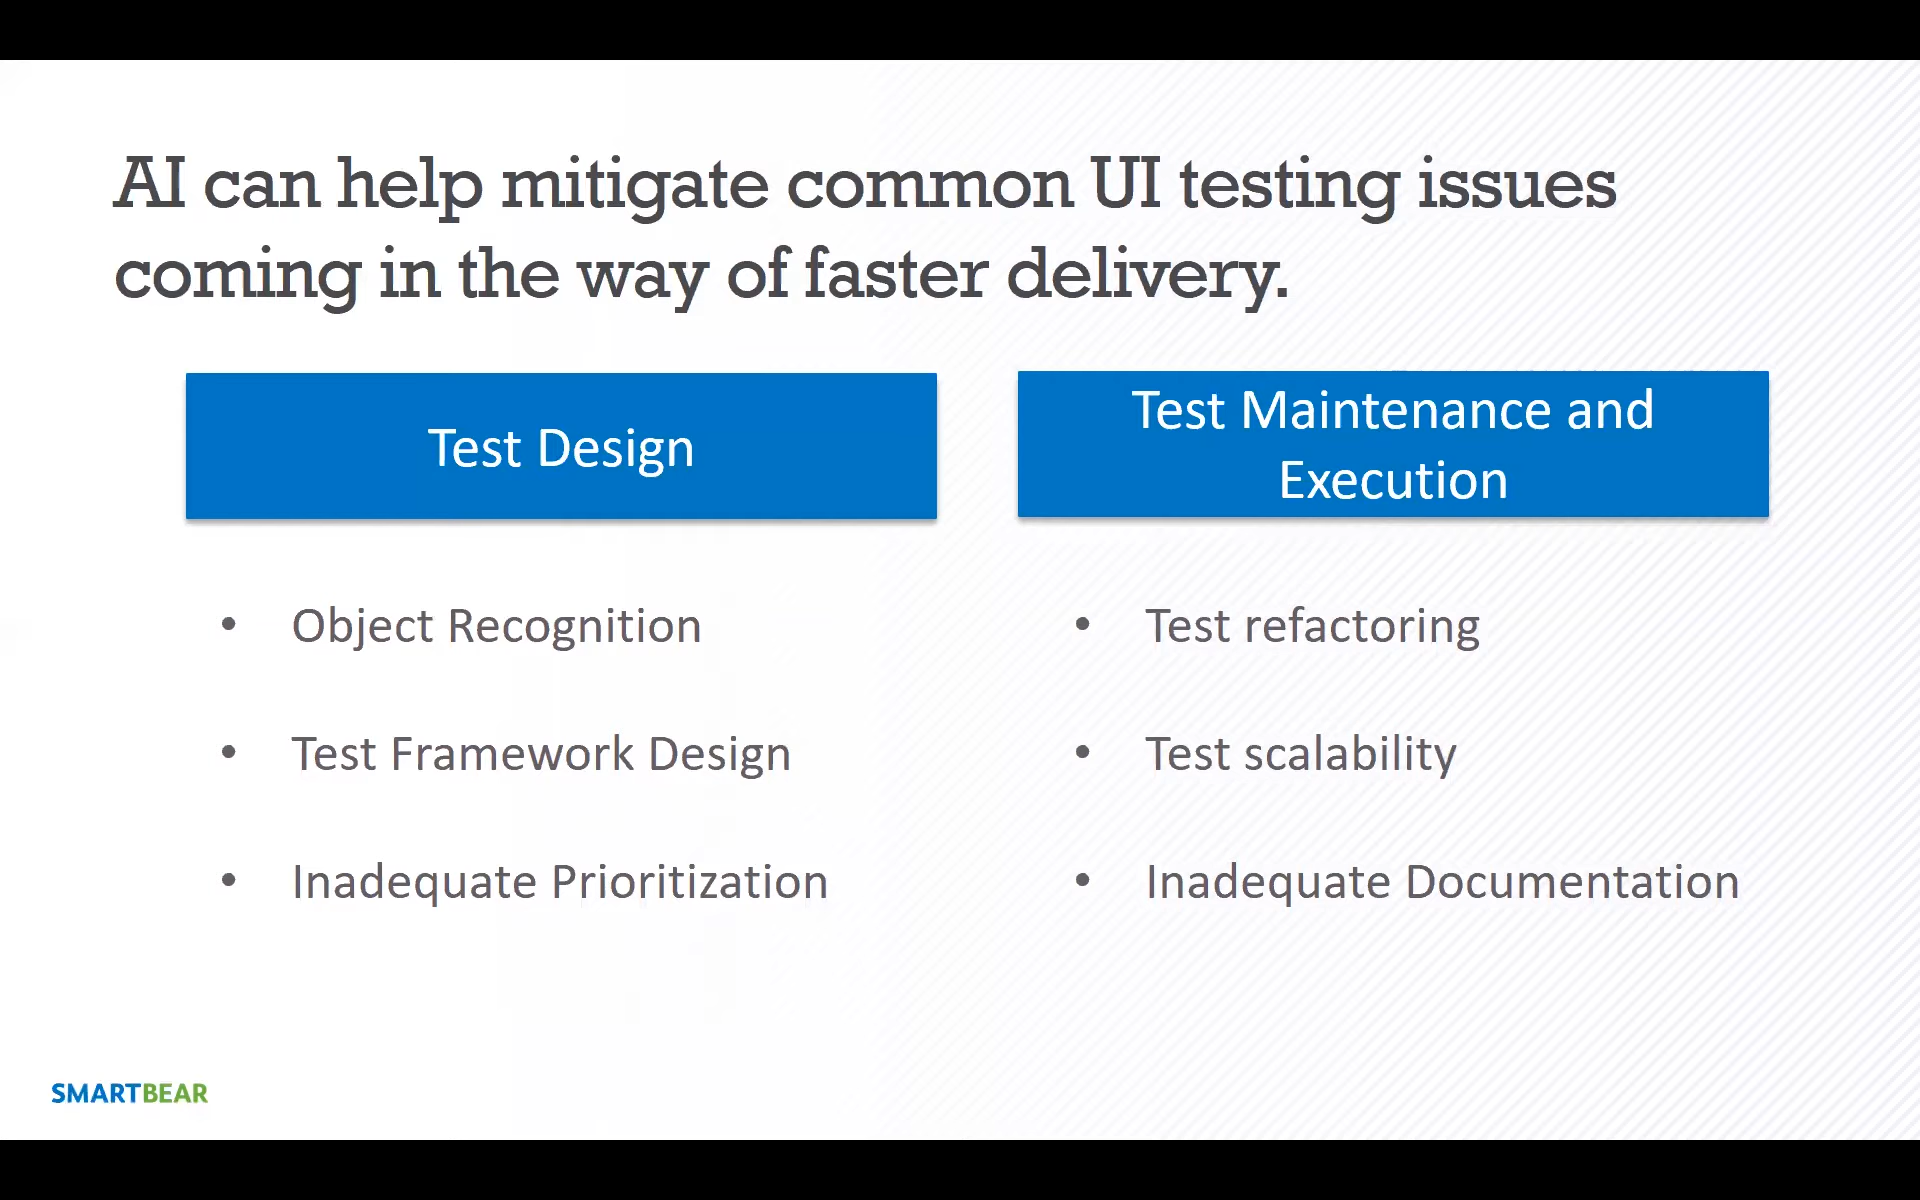 AI can help mitigate common UI testing issues
coming in the way of faster delivery.
Test Design
• Object Recognition
• Test Framework Design
• Inadequate Prioritization
Test Maintenance and
Execution
• Test refactoring
• Test scalability
• Inadequate Documentation
SMARTBEAR